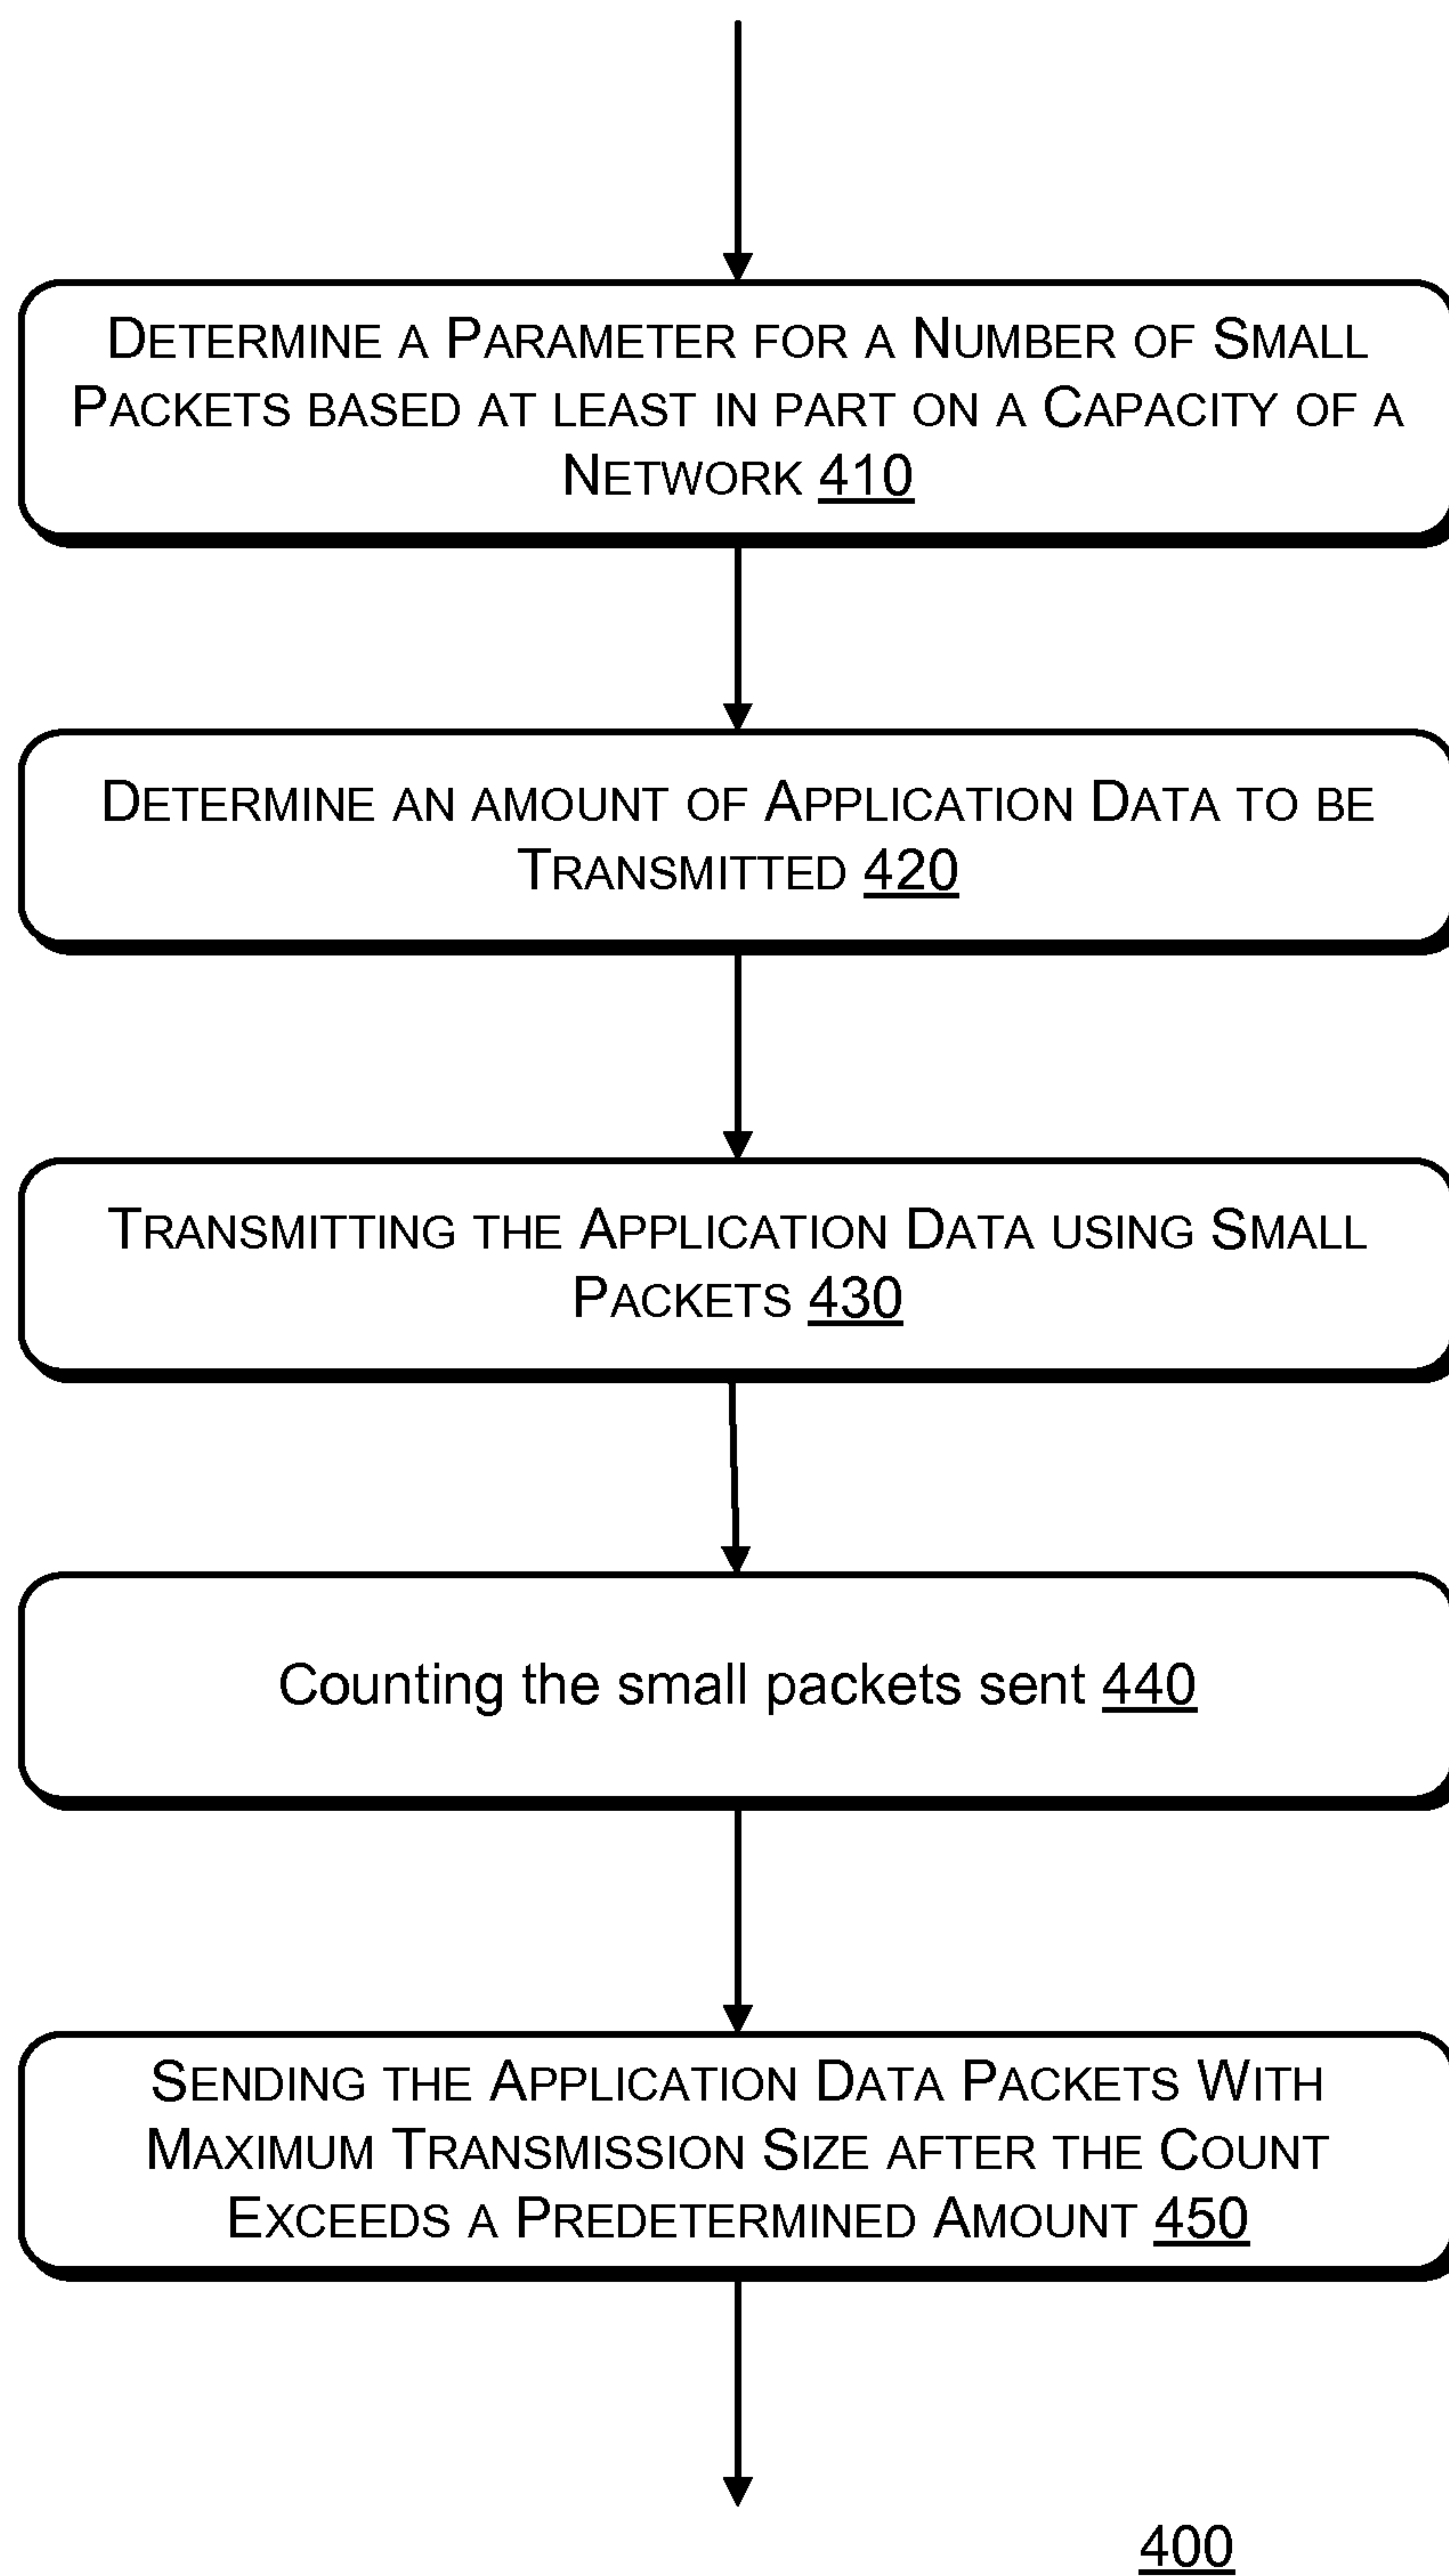 DETERMINE A PARAMETER FOR A NUMBER OF SMALL
PACKETS BASED AT LEAST IN PART ON A CAPACITY OF A
NETWORK 410
DETERMINE AN AMOUNT OF APPLICATION DATA TO BE
TRANSMITTED 420
TRANSMITTING THE APPLICATION DATA USING SMALL
PACKETS 430
Counting the small packets sent 440
SENDING THE APPLICATION DATA PACKETS WITH
MAXIMUM TRANSMISSION SIZE AFTER THE COUNT
EXCEEDS A PREDETERMINED AMOUNT 450
400